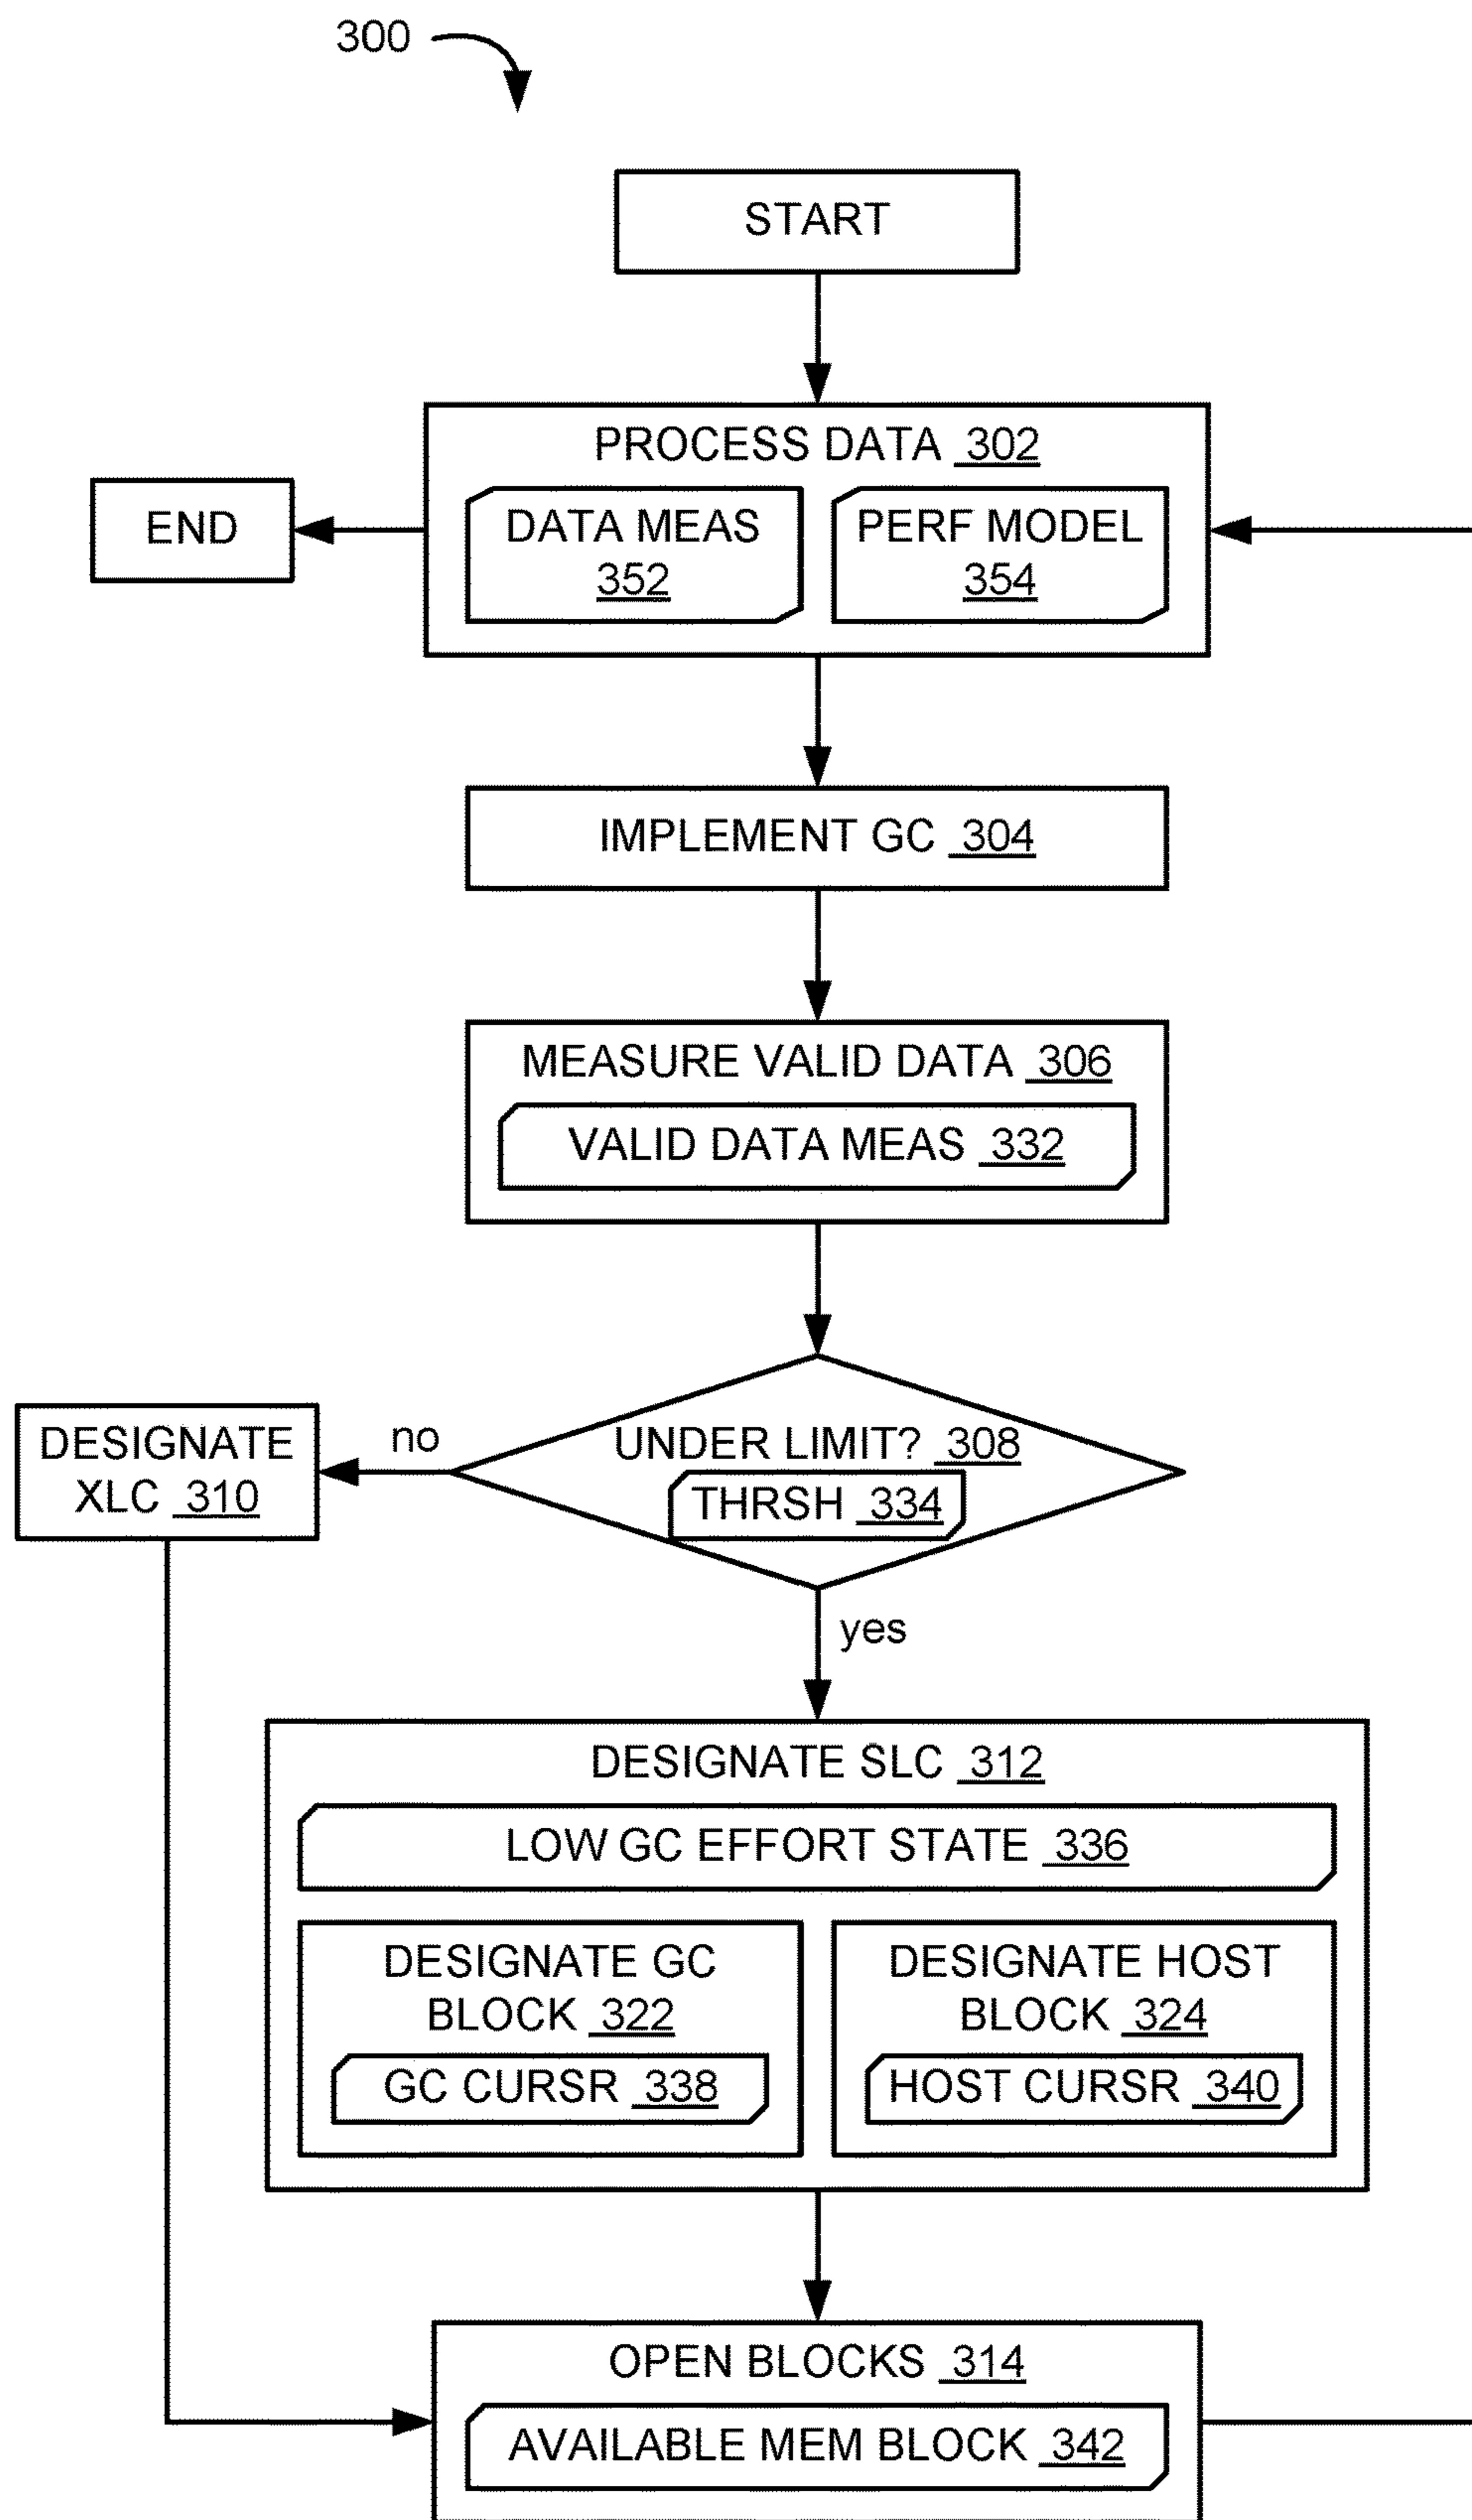 300
START
PROCESS DATA 302
END
DATA MEAS
352
PERF MODEL
354
IMPLEMENT GC 304
MEASURE VALID DATA 306
VALID DATA MEAS 332
UNDER LIMIT? 308
THRSH 334
no
DESIGNATE
XLC 310
yes
DESIGNATE SLC 312
LOW GC EFFORT STATE 336
DESIGNATE GC
BLOCK 322
GC CURSR 338
DESIGNATE HOST
BLOCK 324
HOST CURSR 340
OPEN BLOCKS 314
AVAILABLE MEM BLOCK 342